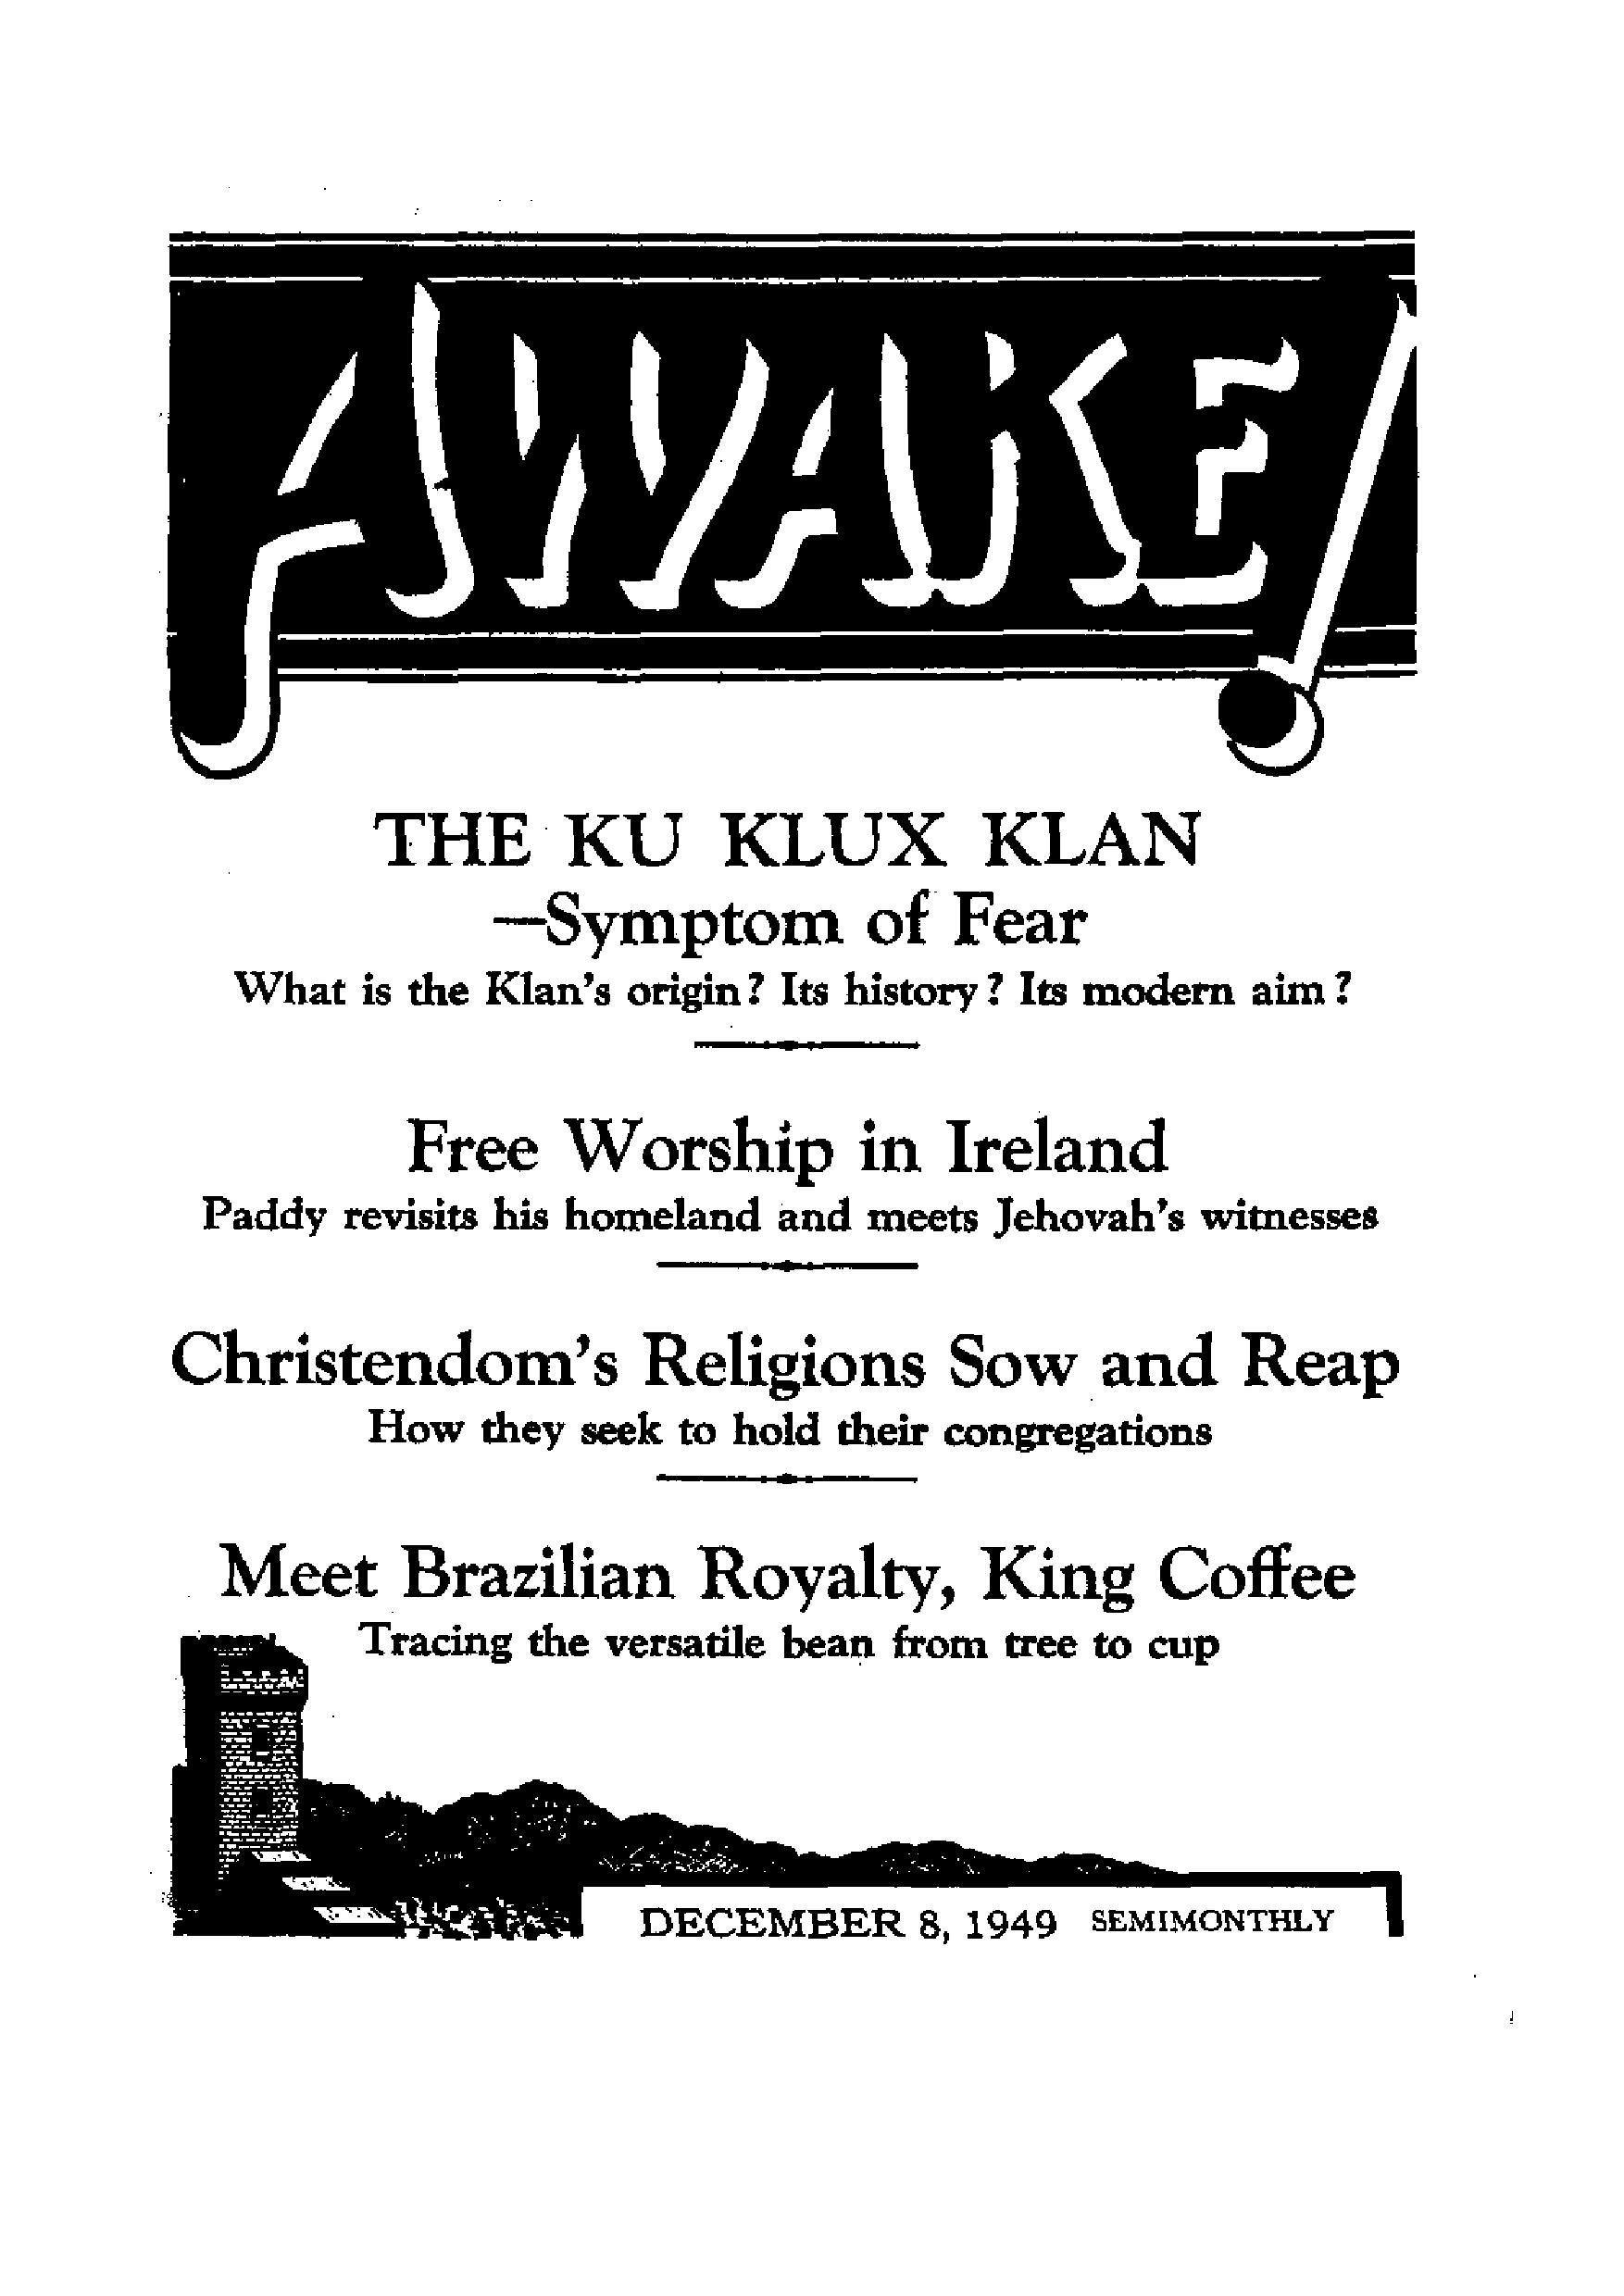 AWAKE!
THE KU KLUX KLAN
—Symptom of Fear
What is the Klan's origin? Its history? Its modern aim?
Free Worship in Ireland
Paddy revisits his homeland and meets Jehovah's witnesses
Christendom's Religions Sow and Reap
How they seek to hold their congregations
Meet Brazilian Royalty, King Coffee
Tracing the versatile bean from tree to cup
DECEMBER 8, 1949 SEMIMONTHLY